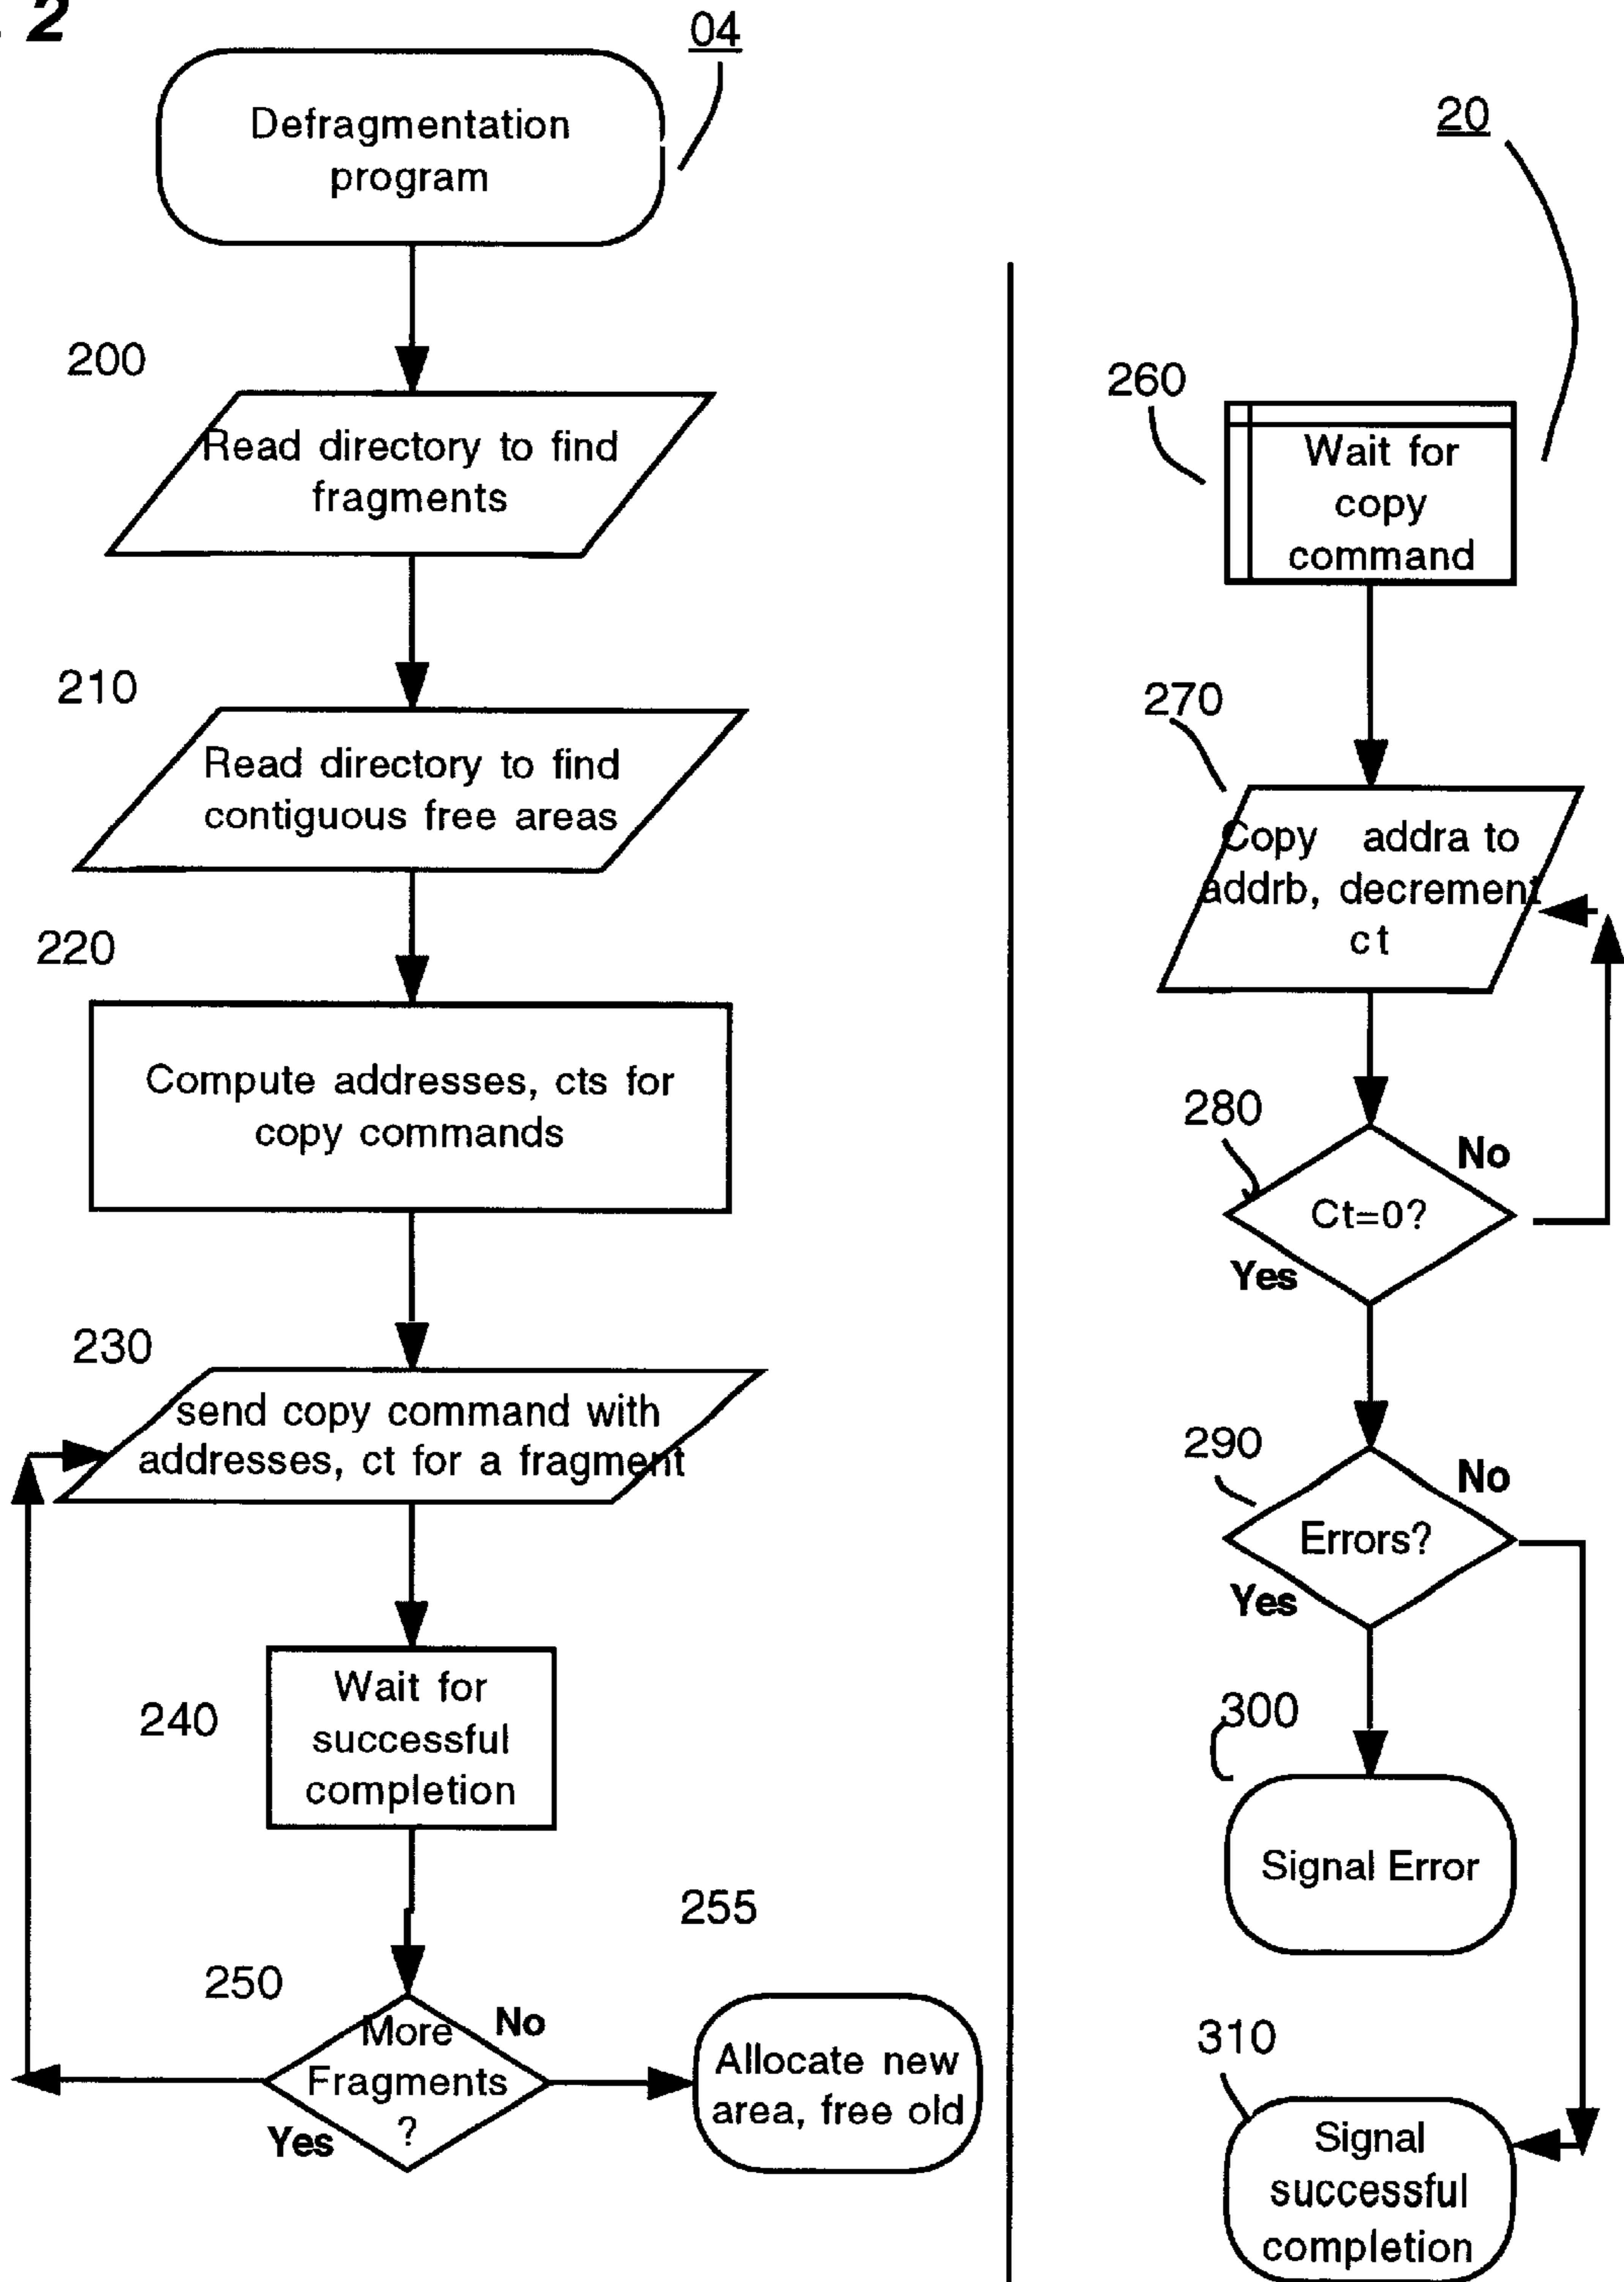 2
04
Defragmentation
program
200
Read directory to find
fragments
210
Read directory to find
contiguous free areas
220
Compute addresses, cts for
copy commands
230
send copy command with
addresses, ct for a fragment
240
Wait for
successful
completion
250
More
Fragments
?
No
Yes
255
Allocate new
area, free old
20
260
Wait for
copy
command
270
Copy addra to
addrb, decrement
ct
280
Ct=0?
No
Yes
290
Errors?
No
Yes
300
Signal Error
310
Signal
successful
completion